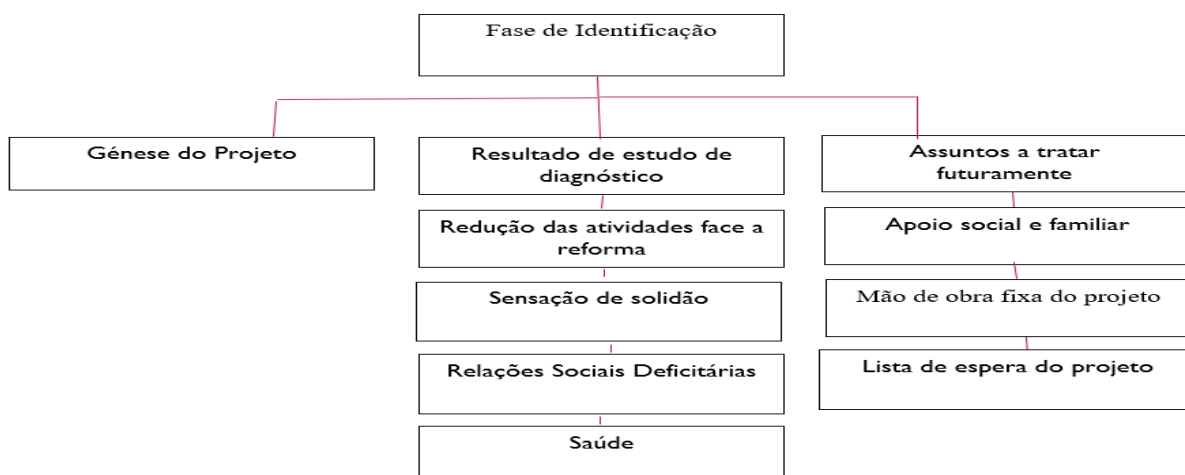 Fase de Identificação
Génese do Projeto
Resultado de estudo de
diagnóstico
Redução das atividades face a
reforma
Sensação de solidão
Relações Sociais Deficitárias
Saúde
Assuntos a tratar
futuramente
Apoio social e familiar
Mão de obra fixa do projeto
Lista de espera do projeto